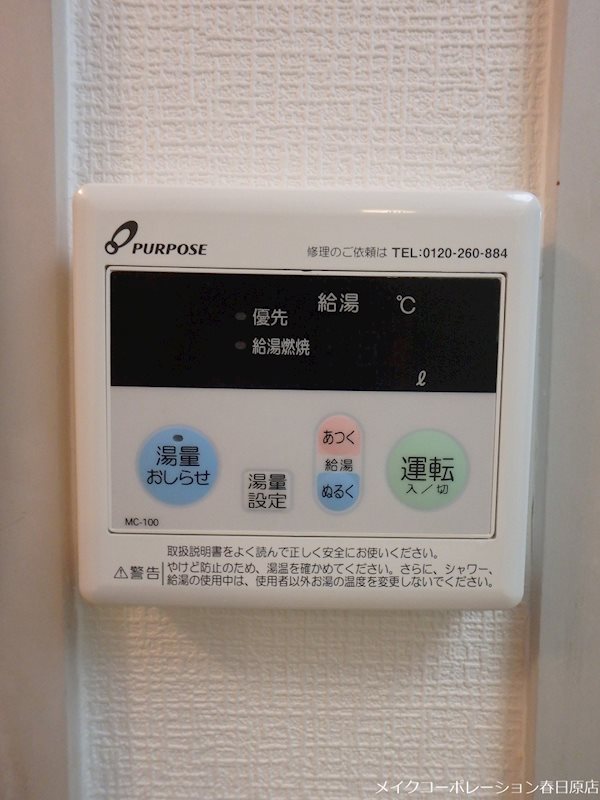 PURPOSE
修理のご依頼は TEL:0120-260-884
給湯 ℃
優先
給湯燃焼
ℓ
湯量
おしらせ
湯量
設定
あつく
給湯
ぬるく
運転
入/切
MC-100
取扱説明書をよく読んで正しく安全にお使いください。
⚠警告
やけど防止のため、湯温を確かめてください。さらに、シャワー、
給湯の使用中は、使用者以外お湯の温度を変更しないでください。
メイクコーポレーション春日原店